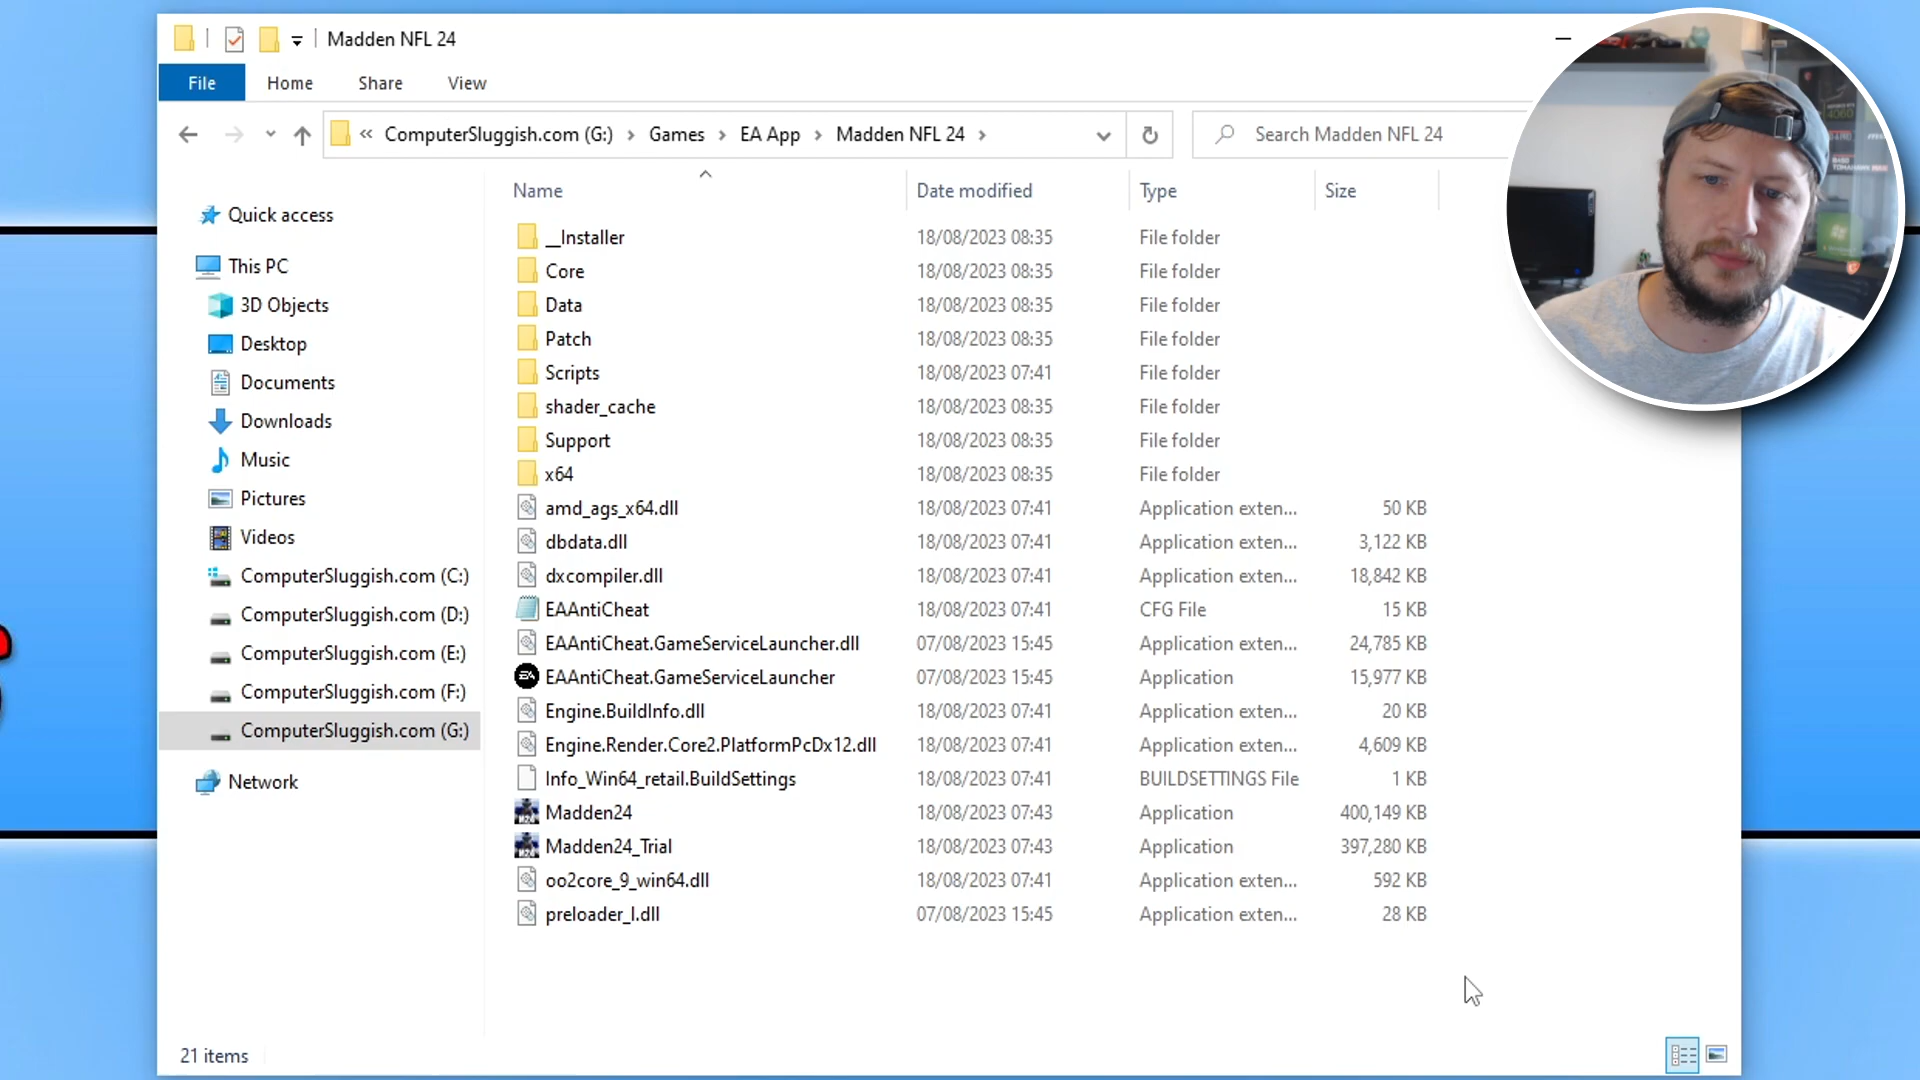 Madden NFL 24
File Home Share View
« ComputerSluggish.com (G:) > Games > EA App > Madden NFL 24 >
Search Madden NFL 24
Name Date modified Type Size
Quick access
This PC
3D Objects
Desktop
Documents
Downloads
Music
Pictures
Videos
ComputerSluggish.com (C:)
ComputerSluggish.com (D:)
ComputerSluggish.com (E:)
ComputerSluggish.com (F:)
ComputerSluggish.com (G:)
Network
__Installer 18/08/2023 08:35 File folder
Core 18/08/2023 08:35 File folder
Data 18/08/2023 08:35 File folder
Patch 18/08/2023 08:35 File folder
Scripts 18/08/2023 07:41 File folder
shader_cache 18/08/2023 08:35 File folder
Support 18/08/2023 08:35 File folder
x64 18/08/2023 08:35 File folder
amd_ags_x64.dll 18/08/2023 07:41 Application exten... 50 KB
dbdata.dll 18/08/2023 07:41 Application exten... 3,122 KB
dxcompiler.dll 18/08/2023 07:41 Application exten... 18,842 KB
EAAntiCheat 18/08/2023 07:41 CFG File 15 KB
EAAntiCheat.GameServiceLauncher.dll 07/08/2023 15:45 Application exten... 24,785 KB
EAAntiCheat.GameServiceLauncher 07/08/2023 15:45 Application 15,977 KB
Engine.BuildInfo.dll 18/08/2023 07:41 Application exten... 20 KB
Engine.Render.Core2.PlatformPcDx12.dll 18/08/2023 07:41 Application exten... 4,609 KB
Info_Win64_retail.BuildSettings 18/08/2023 07:41 BUILDSETTINGS File 1 KB
Madden24 18/08/2023 07:43 Application 400,149 KB
Madden24_Trial 18/08/2023 07:43 Application 397,280 KB
oo2core_9_win64.dll 18/08/2023 07:41 Application exten... 592 KB
preloader_l.dll 07/08/2023 15:45 Application exten... 28 KB
21 items